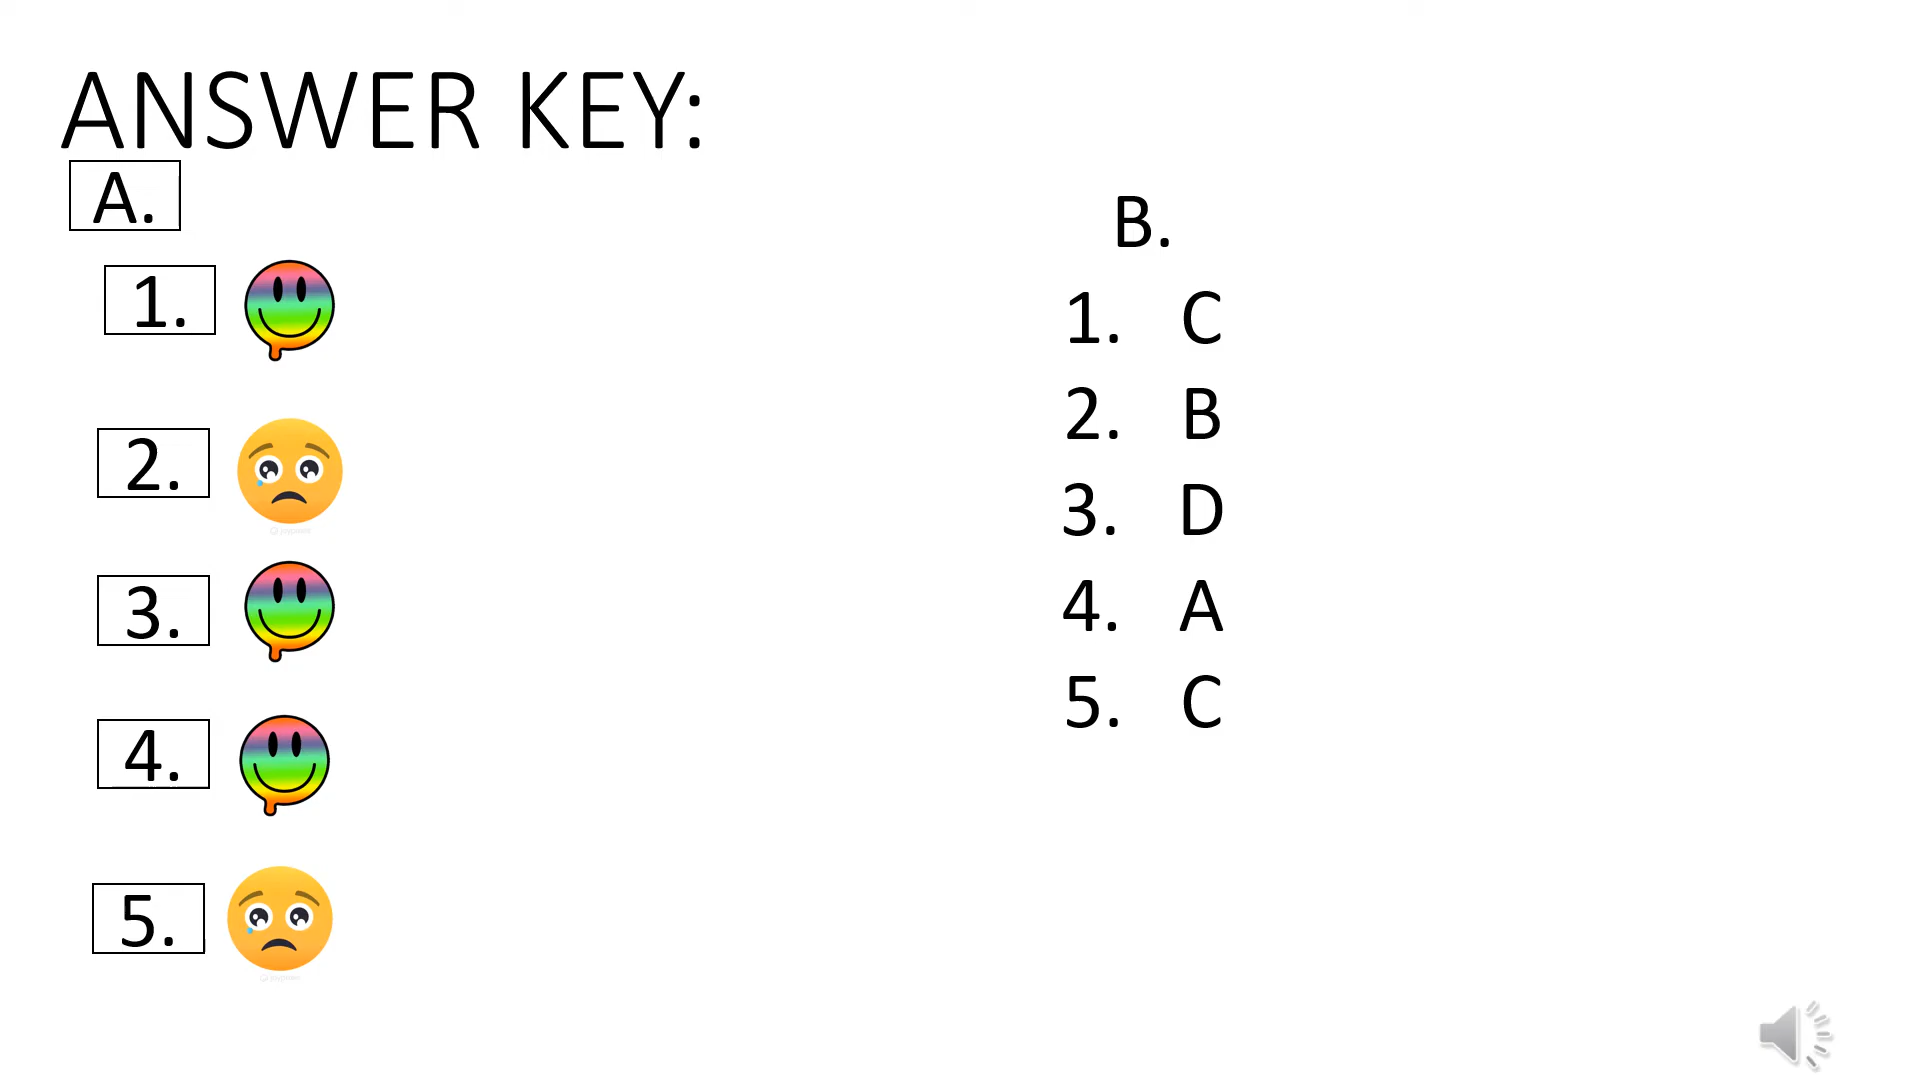 ANSWER KEY:
A.
1.
2.
3.
4.
5.
B.
1. C
2. B
3. D
4. A
5. C